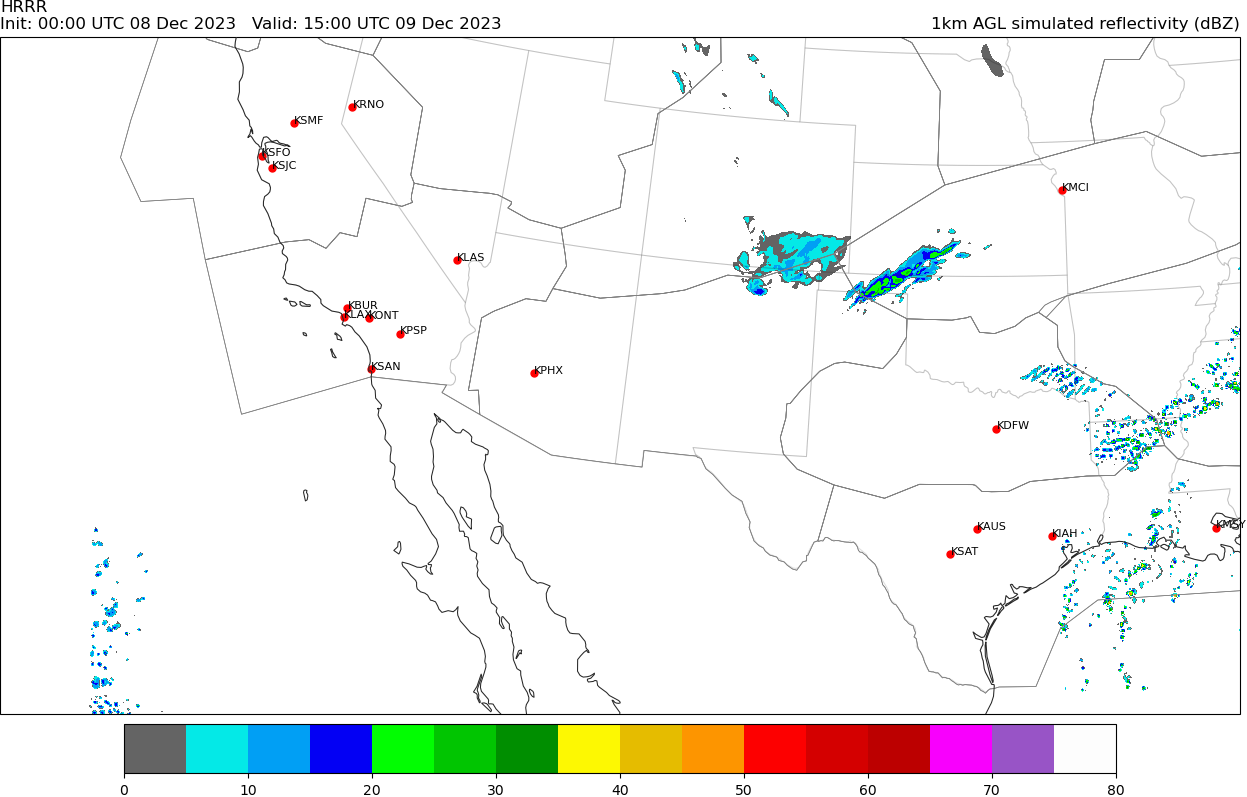 HRRR
Init: 00:00 UTC 08 Dec 2023   Valid: 15:00 UTC 09 Dec 2023
1km AGL simulated reflectivity (dBZ)
KRNO
KSMF
KSFO
KSJC
KMCI
KLAS
KBUR
KLAX
KONT
KPSP
KSAN
KPHX
KDFW
KAUS
KMSY
KIAH
KSAT
0 10 20 30 40 50 60 70 80